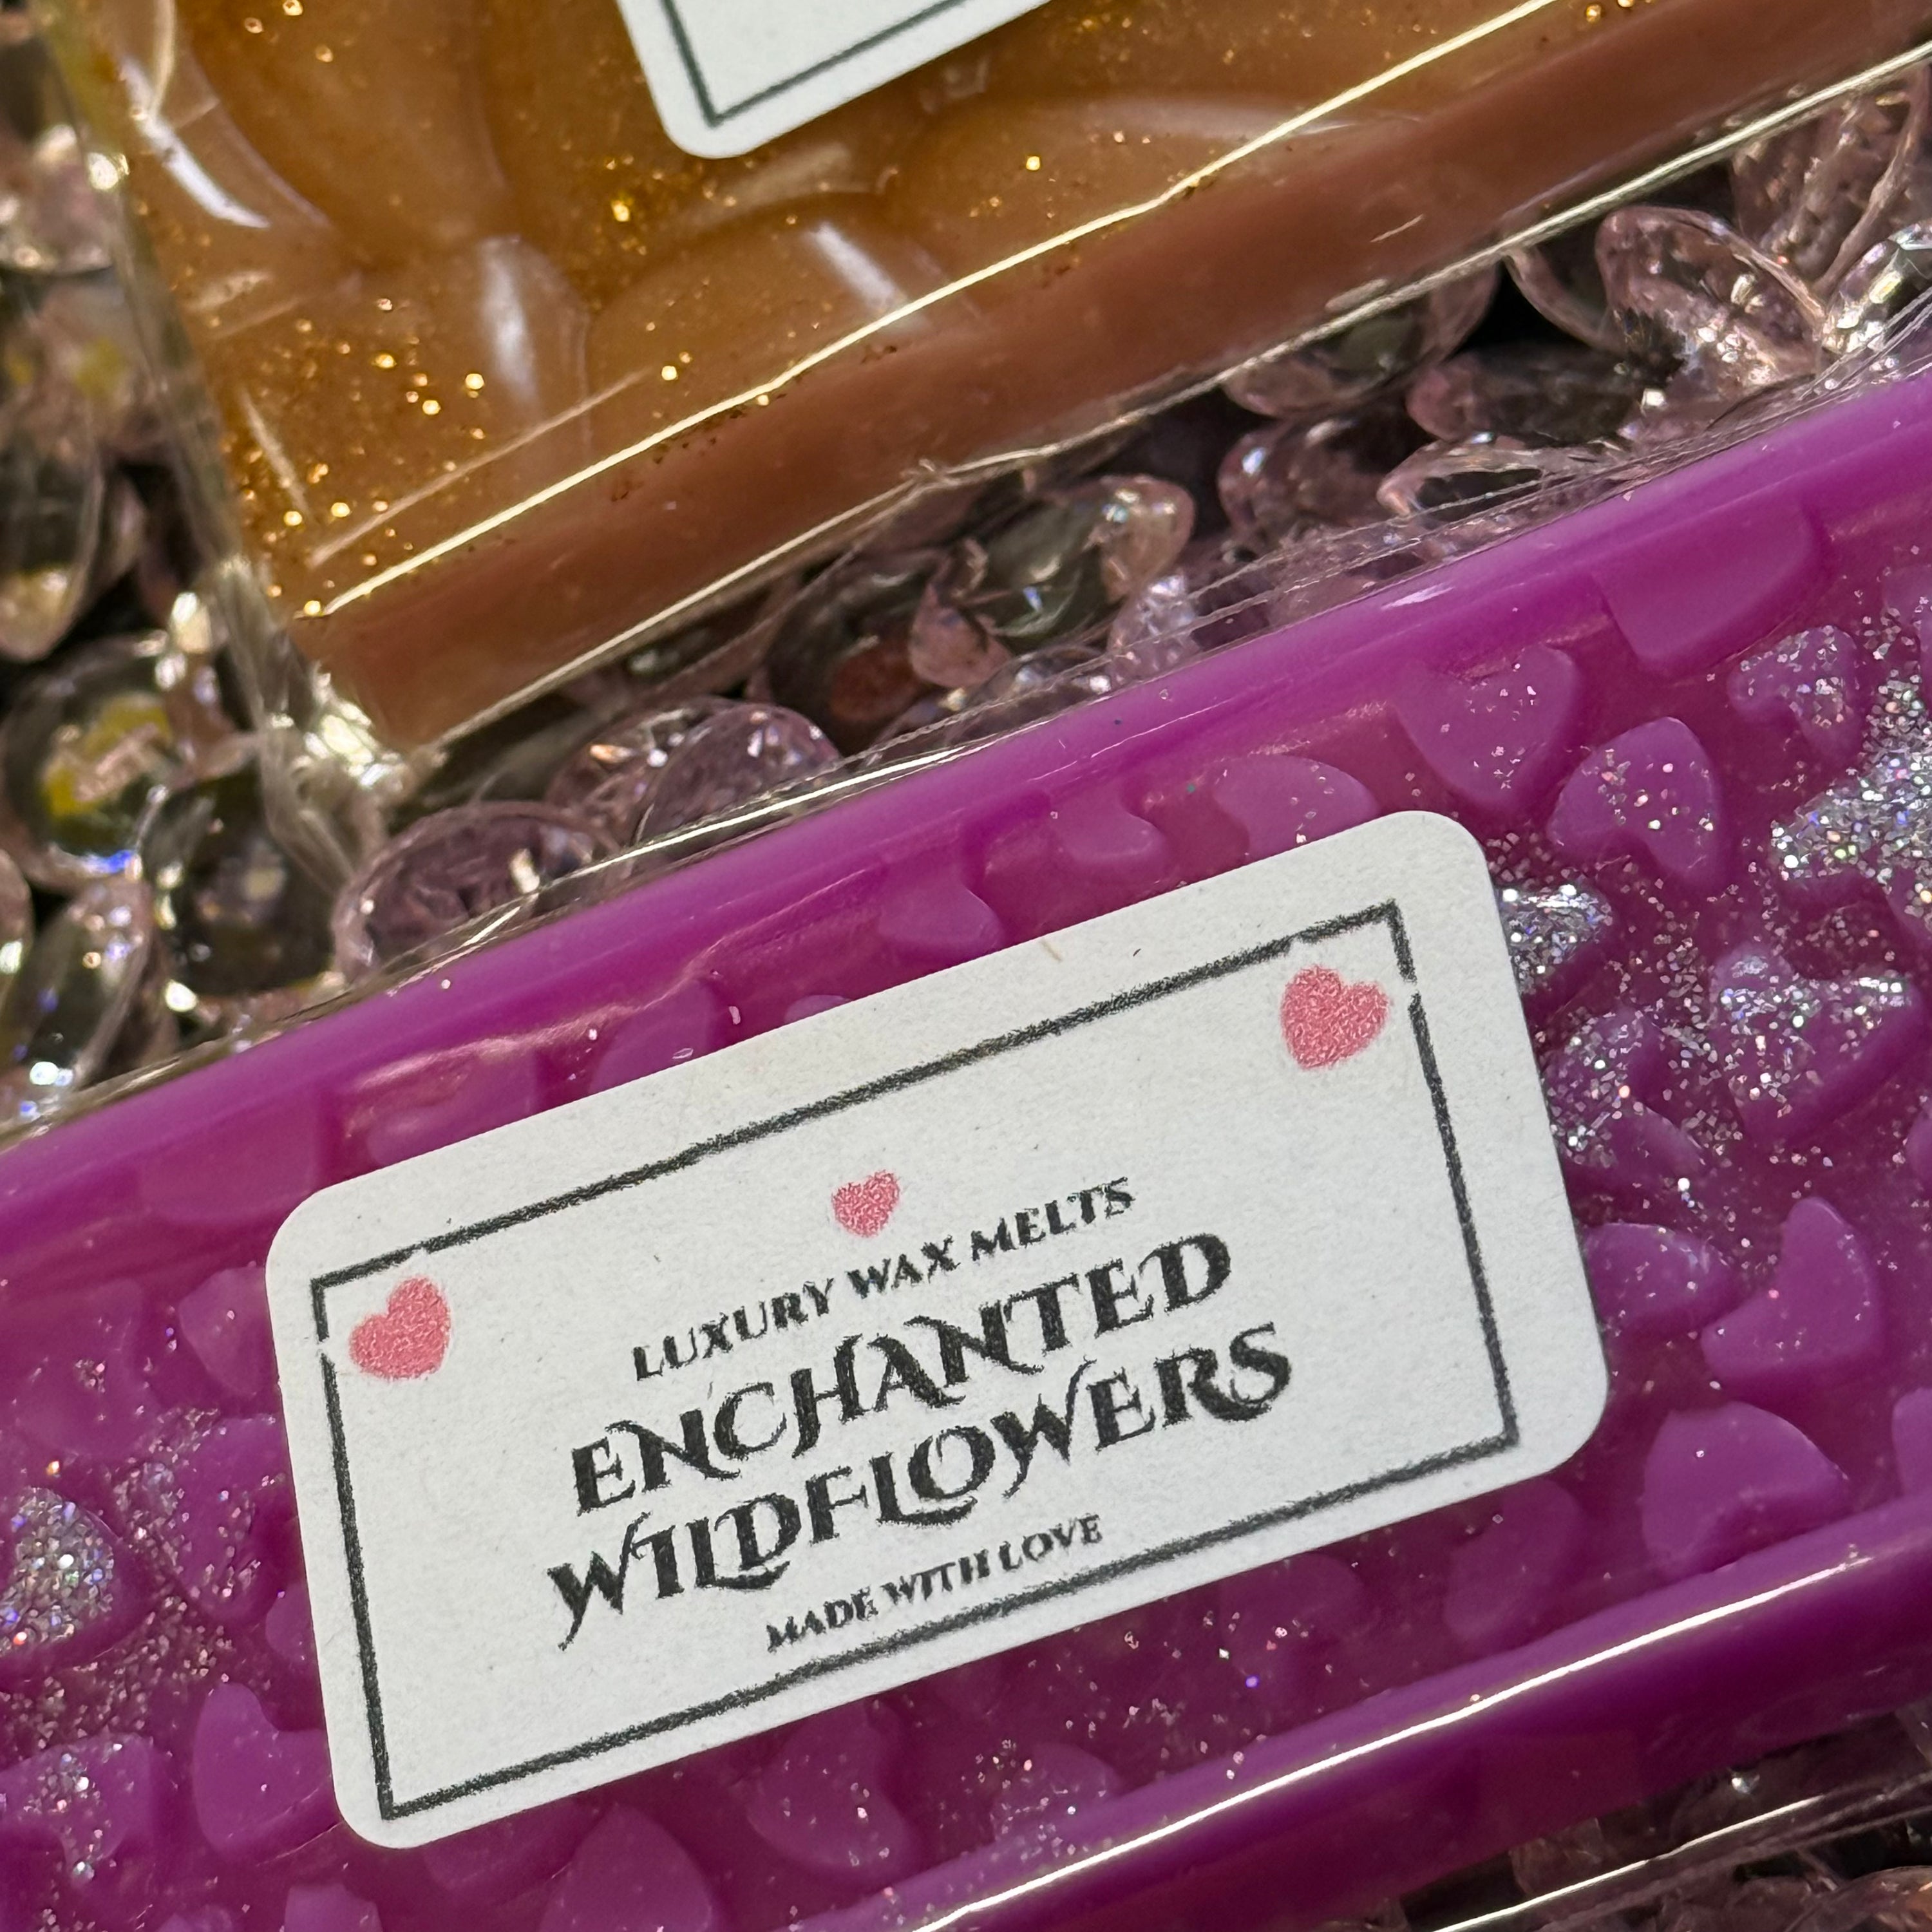 LUXURY WAX MELTS
ENCHANTED
WILDFLOWERS
MADE WITH LOVE